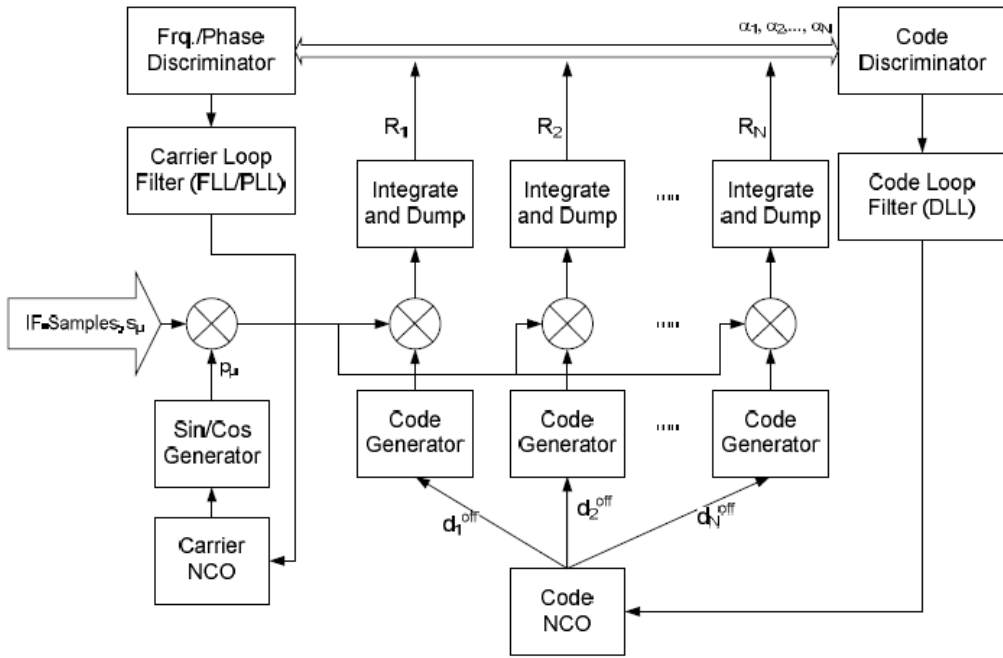 Frq./Phase
Discriminator
α1, α2,..., αN
Code
Discriminator
Carrier Loop
Filter (FLL/PLL)
R1
R2
RN
Integrate
and Dump
Integrate
and Dump
.....
Integrate
and Dump
Code Loop
Filter (DLL)
IF-Samples, sμ
.....
pμ
Sin/Cos
Generator
Code
Generator
Code
Generator
.....
Code
Generator
d1off
d2off
dNoff
Carrier
NCO
Code
NCO